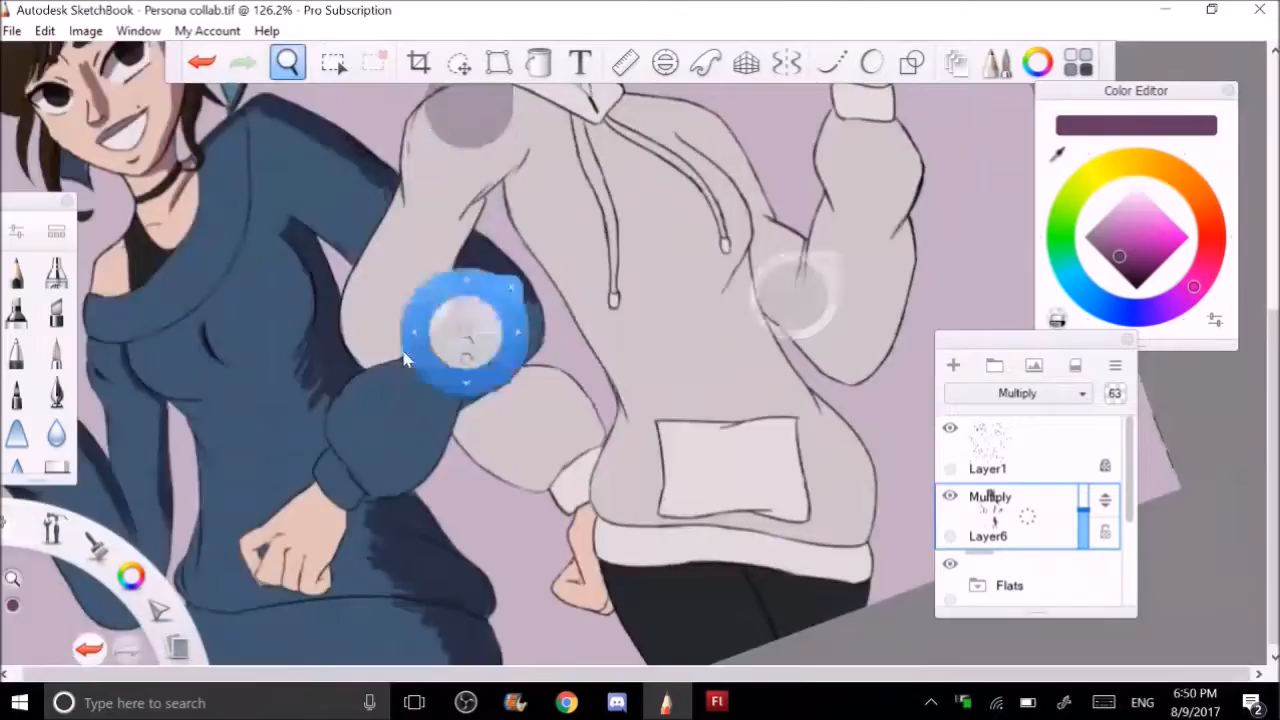 Autodesk SketchBook - Persona collab.tif @ 126.2% - Pro Subscription
File Edit Image Window My Account Help
T
Color Editor
Multiply 63
Layer1
Multiply
Layer6
Flats
Type here to search
Fl
ENG
6:50 PM
8/9/2017
2